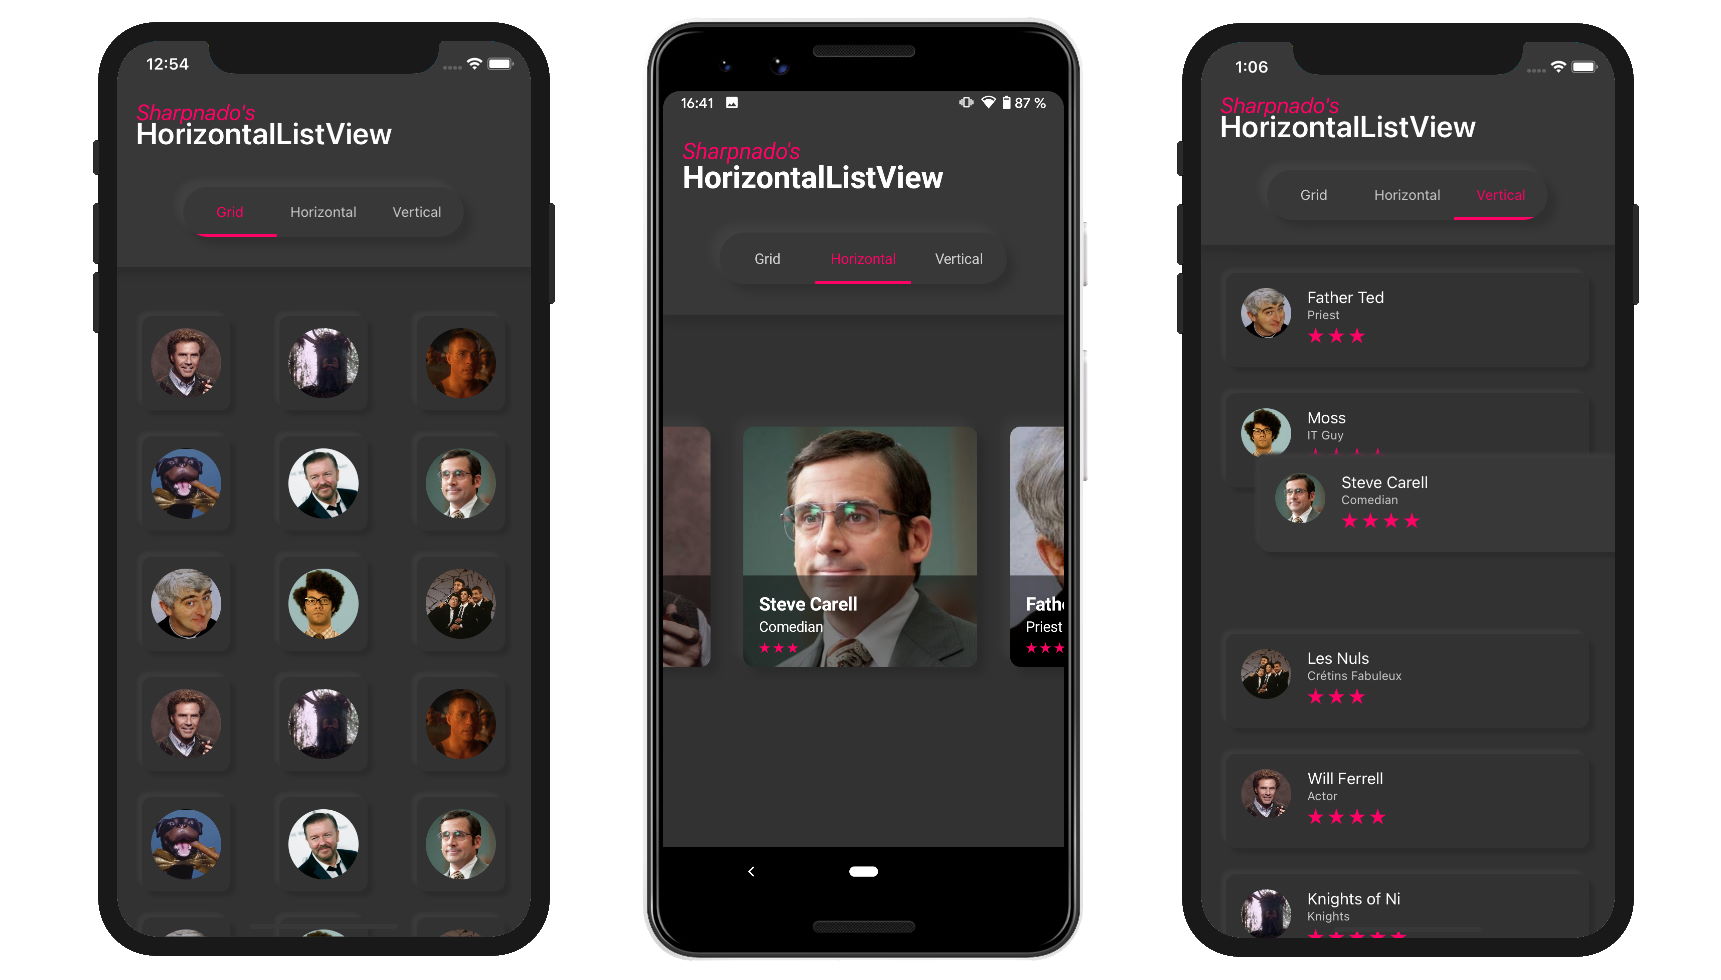 12:54
Sharpnado's
HorizontalListView
Grid Horizontal Vertical
16:41 87 %
Sharpnado's
HorizontalListView
Grid Horizontal Vertical
Steve Carell
Comedian
Fath
Priest
1:06
Sharpnado's
HorizontalListView
Grid Horizontal Vertical
Father Ted
Priest
Moss
IT Guy
Steve Carell
Comedian
Les Nuls
Crétins Fabuleux
Will Ferrell
Actor
Knights of Ni
Knights